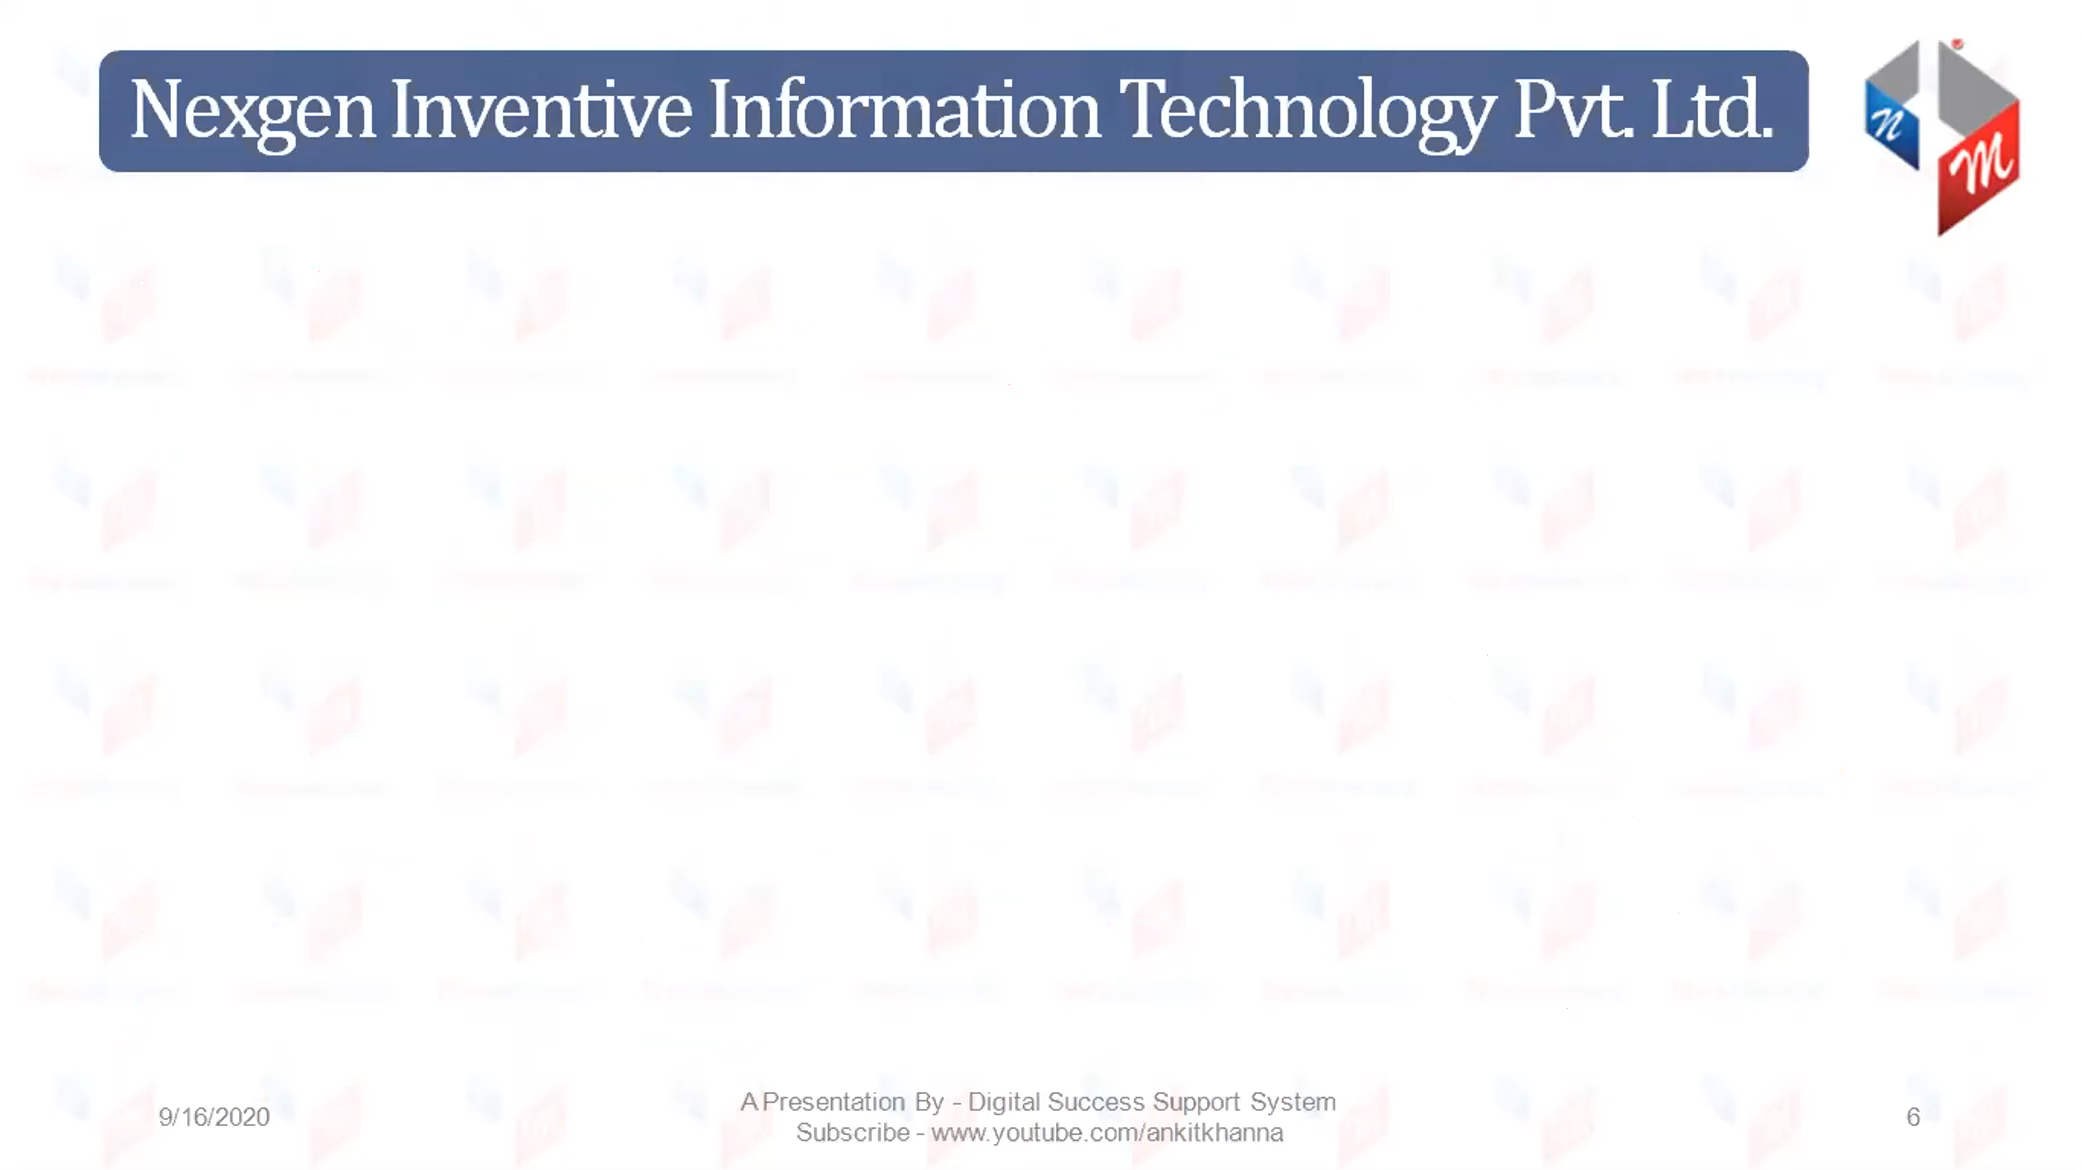 Nexgen Inventive Information Technology Pvt. Ltd.
n
M
9/16/2020
A Presentation By - Digital Success Support System
Subscribe - www.youtube.com/ankitkhanna
6